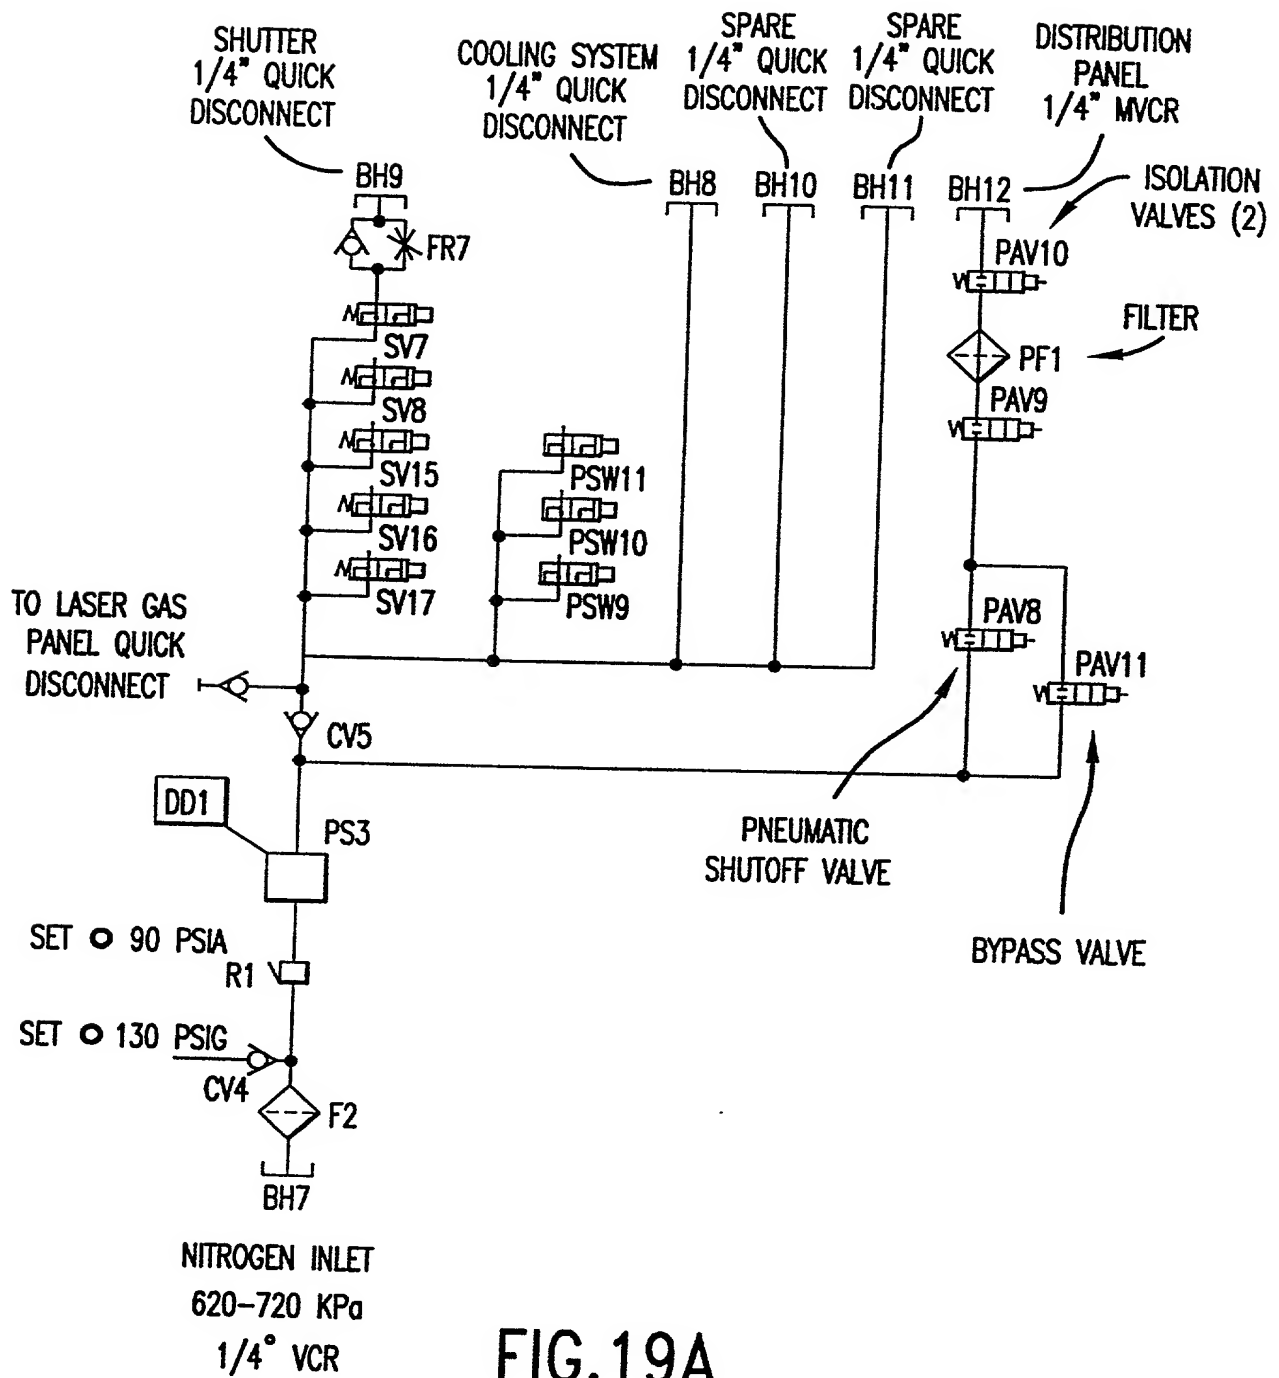 SHUTTER
1/4" QUICK
DISCONNECT
COOLING SYSTEM
1/4" QUICK
DISCONNECT
SPARE
1/4" QUICK
DISCONNECT
SPARE
1/4" QUICK
DISCONNECT
DISTRIBUTION
PANEL
1/4" MVCR
ISOLATION
VALVES (2)
BH9
BH8
BH10
BH11
BH12
FR7
PAV10
FILTER
SV7
PF1
SV8
PAV9
SV15
PSW11
SV16
PSW10
SV17
PSW9
TO LASER GAS
PANEL QUICK
DISCONNECT
PAV8
PAV11
CV5
DD1
PS3
PNEUMATIC
SHUTOFF VALVE
BYPASS VALVE
SET O 90 PSIA
R1
SET O 130 PSIG
CV4
F2
BH7
NITROGEN INLET
620-720 KPa
1/4° VCR
FIG.19A